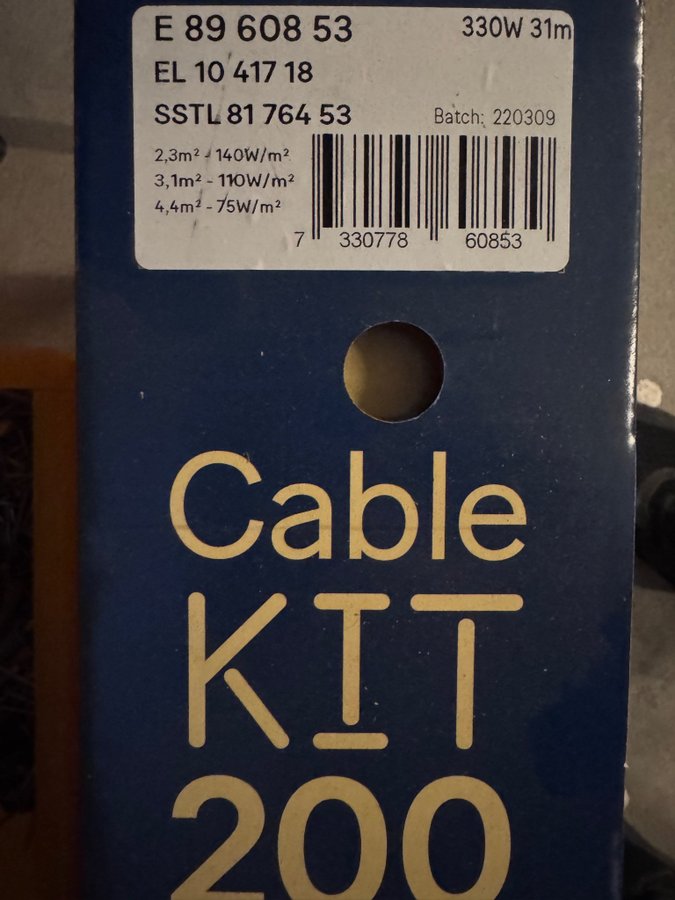 E 89 608 53 330W 31m
EL 10 417 18
SSTL 81 764 53 Batch: 220309
2,3m² - 140W/m²
3,1m² - 110W/m²
4,4m² - 75W/m²
7 330778 60853
Cable
KIT
200